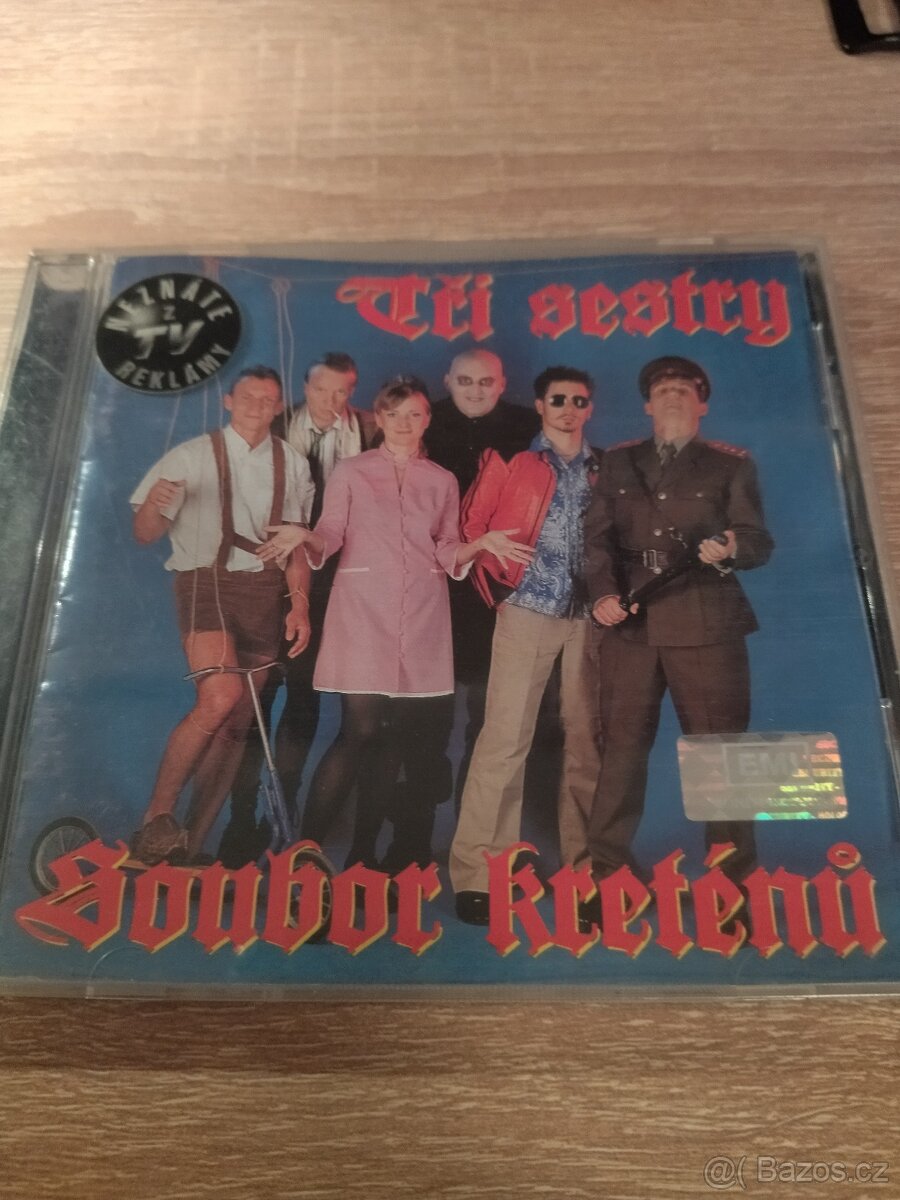 NEZNÁTE
Z
TV
REKLAMY
Tři sestry
EMI
Soubor kreténů
@( Bazos.cz